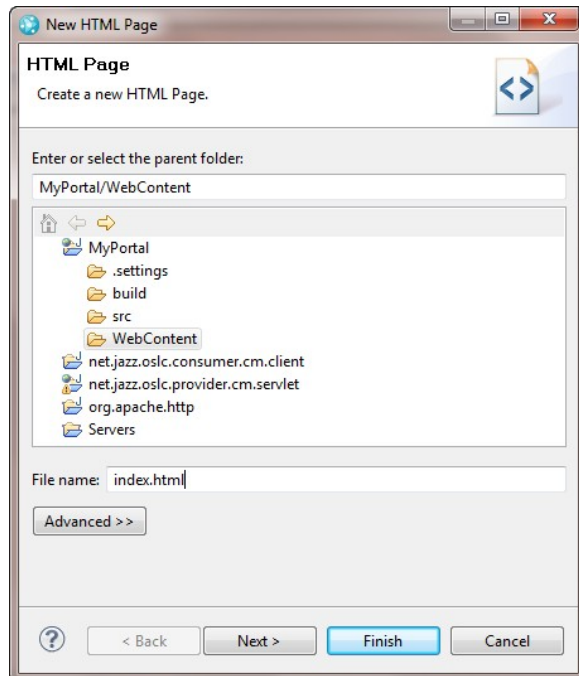 New HTML Page
HTML Page
Create a new HTML Page.
Enter or select the parent folder:
MyPortal/WebContent
MyPortal
.settings
build
src
WebContent
net.jazz.oslc.consumer.cm.client
net.jazz.oslc.provider.cm.servlet
org.apache.http
Servers
File name: index.html
Advanced >>
< Back Next > Finish Cancel